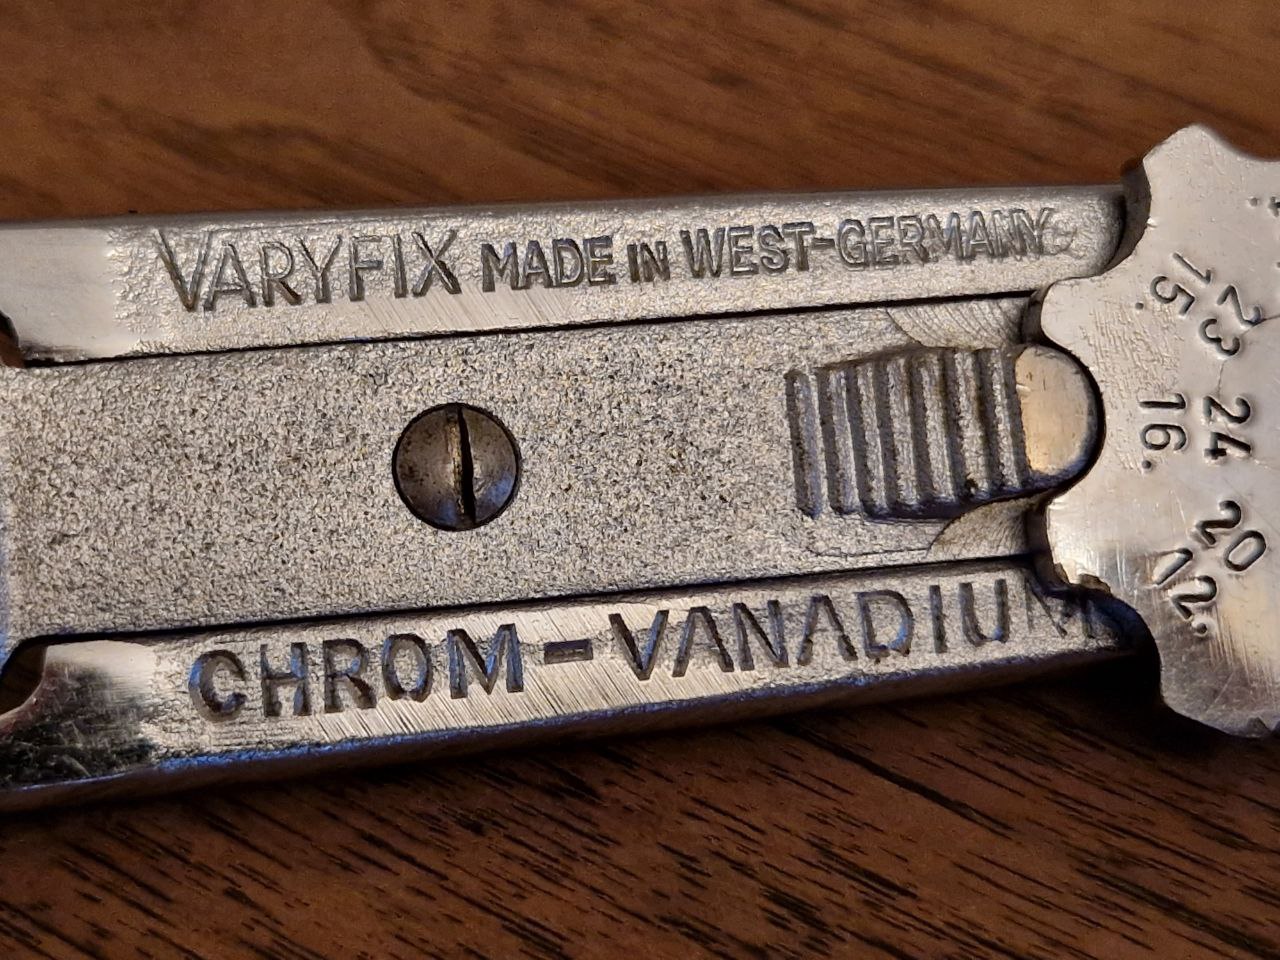 VARYFIX MADE IN WEST-GERMANY
CHROM-VANADIUM
15. 23
16. 24
12. 20